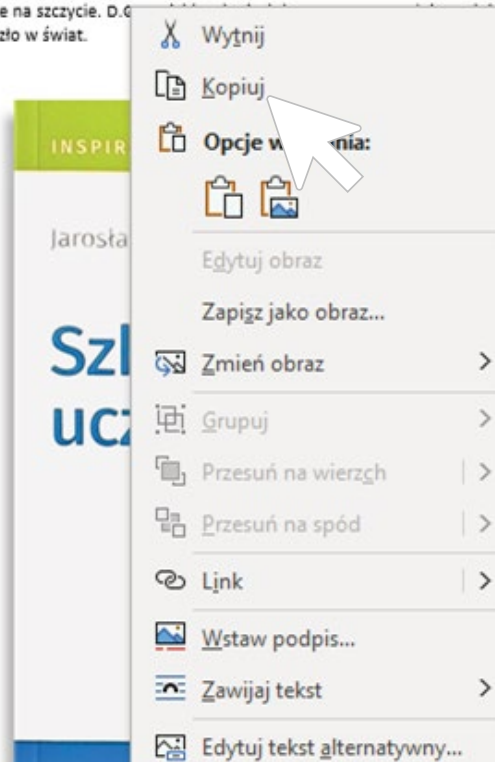 e na szczycie. D.
zło w świat.
INSPIR
Jarosła
Szk
ucz
Wytnij
Kopiuj
Opcje w nia:
Edytuj obraz
Zapisz jako obraz...
Zmień obraz
Grupuj
Przesuń na wierzch
Przesuń na spód
Link
Wstaw podpis...
Zawijaj tekst
Edytuj tekst alternatywny...